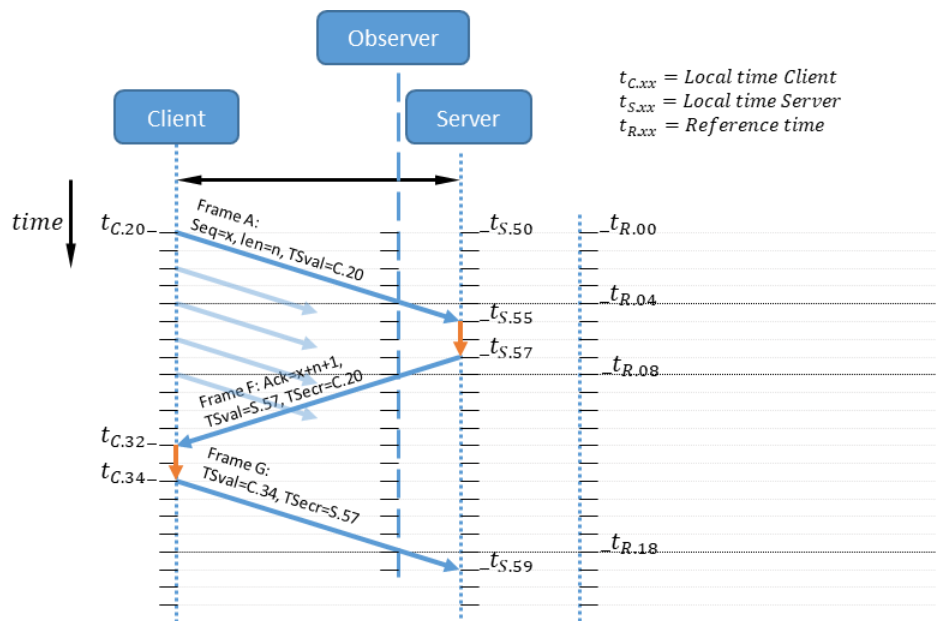 Observer
Client
Server
t_C.xx = Local time Client
t_S.xx = Local time Server
t_R.xx = Reference time
time
t_C.20
t_S.50
t_R.00
Frame A:
Seq=x, len=n, TSval=C.20
t_R.04
t_S.55
t_S.57
t_R.08
Frame F: Ack=x+n+1,
TSval=S.57, TSecr=C.20
t_C.32
t_C.34
Frame G:
TSval=C.34, TSecr=S.57
t_R.18
t_S.59